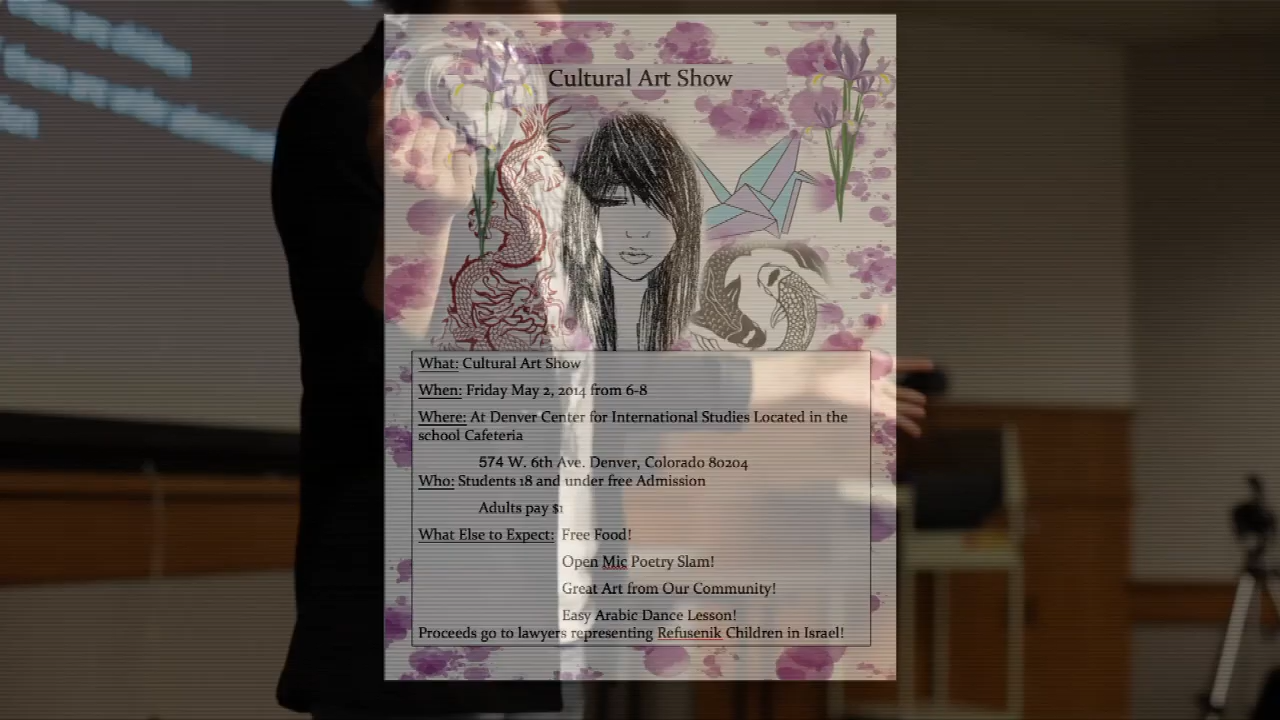 Cultural Art Show
What: Cultural Art Show
When: Friday May 2, 2014 from 6-8
Where: At Denver Center for International Studies Located in the
school Cafeteria
574 W. 6th Ave. Denver, Colorado 80204
Who: Students 18 and under free Admission
Adults pay $1
What Else to Expect: Free Food!
Open Mic Poetry Slam!
Great Art from Our Community!
Easy Arabic Dance Lesson!
Proceeds go to lawyers representing Refusenik Children in Israel!